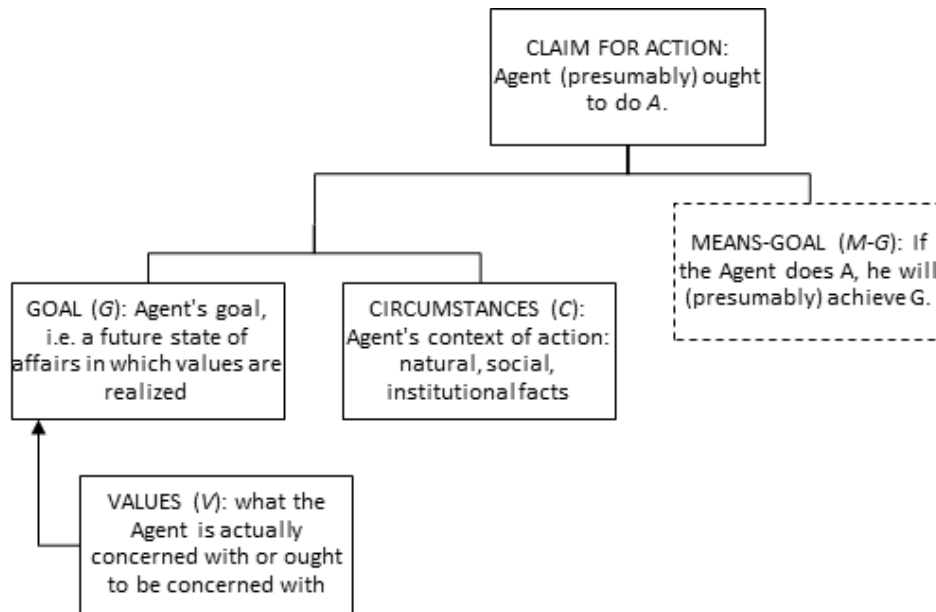 CLAIM FOR ACTION:
Agent (presumably) ought
to do A.
MEANS-GOAL (M-G): If
the Agent does A, he will
(presumably) achieve G.
GOAL (G): Agent's goal,
i.e. a future state of
affairs in which values are
realized
CIRCUMSTANCES (C):
Agent's context of action:
natural, social,
institutional facts
VALUES (V): what the
Agent is actually
concerned with or ought
to be concerned with